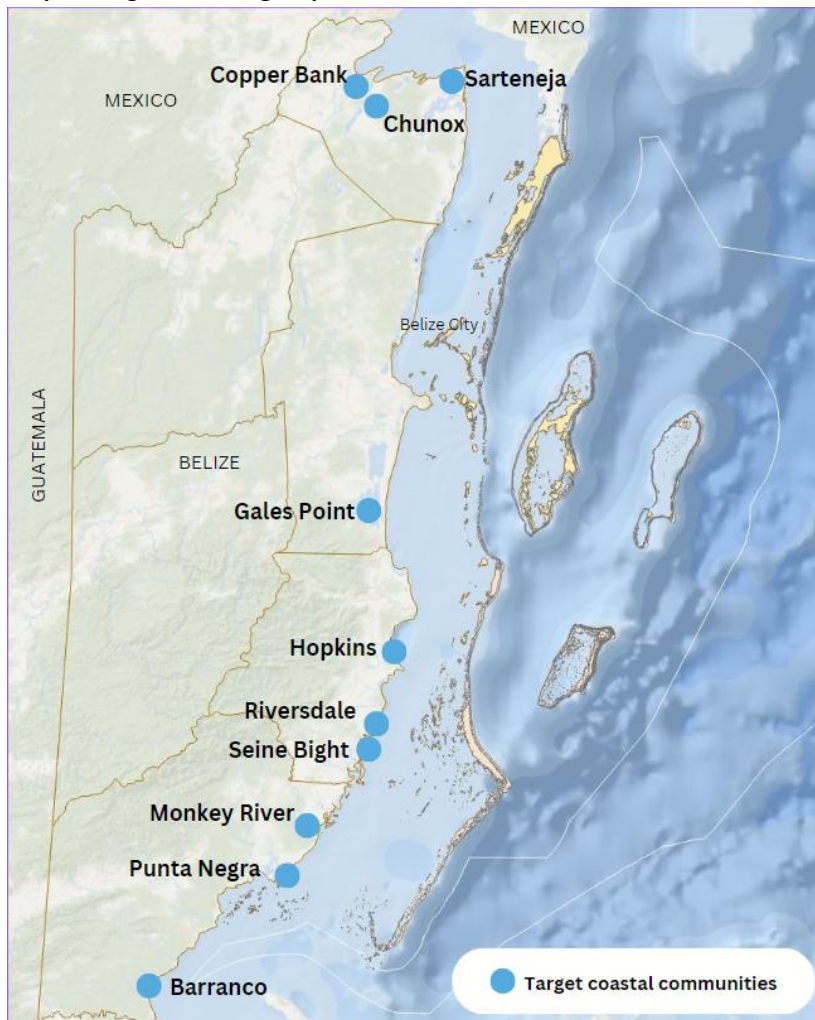 MEXICO
Copper Bank
Sarteneja
MEXICO
Chunox
Belize City
GUATEMALA
BELIZE
Gales Point
Hopkins
Riversdale
Seine Bight
Monkey River
Punta Negra
Barranco
Target coastal communities